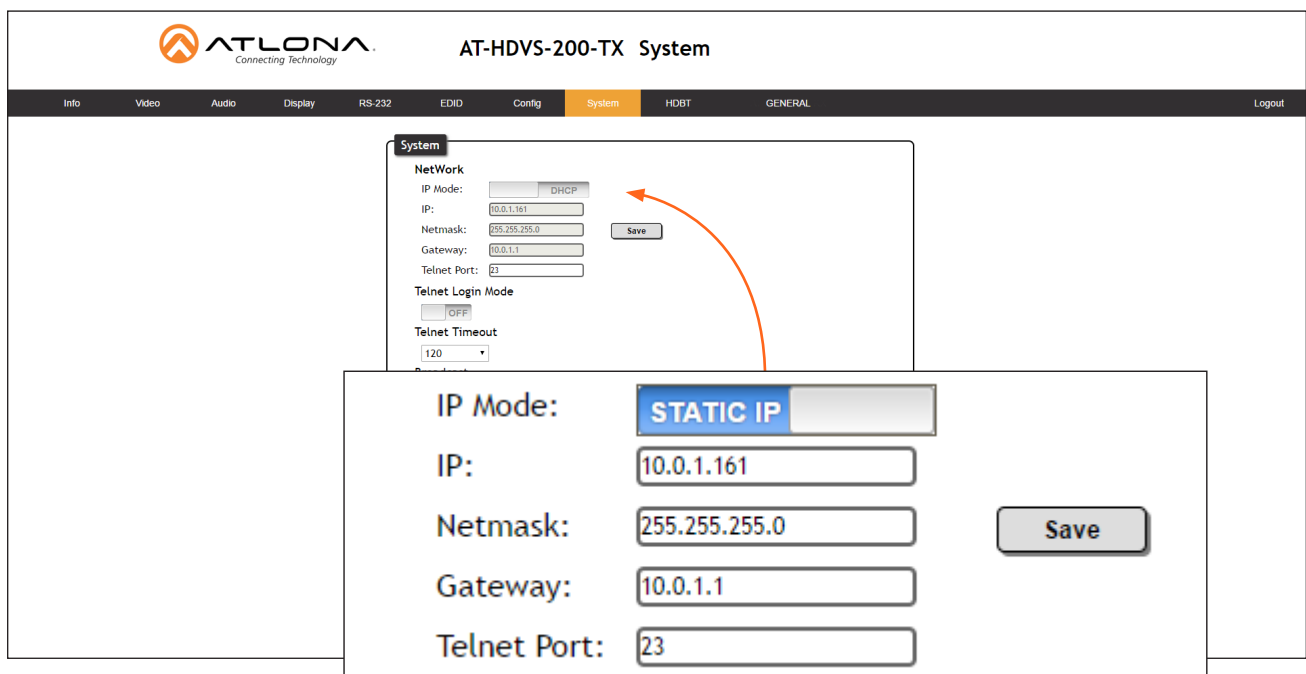 ATLONA.
Connecting Technology
AT-HDVS-200-TX System
Info Video Audio Display RS-232 EDID Config System HDBT GENERAL Logout
System
NetWork
IP Mode: DHCP
IP: 10.0.1.161
Netmask: 255.255.255.0 Save
Gateway: 10.0.1.1
Telnet Port: 23
Telnet Login Mode
OFF
Telnet Timeout
120
IP Mode: STATIC IP
IP: 10.0.1.161
Netmask: 255.255.255.0 Save
Gateway: 10.0.1.1
Telnet Port: 23